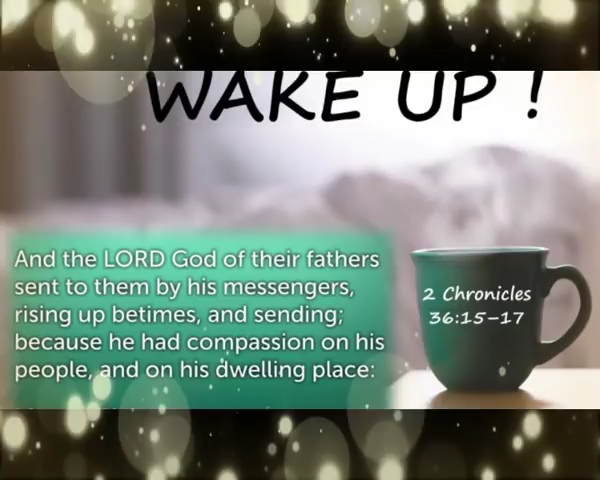 WAKE UP !
And the LORD God of their fathers
sent to them by his messengers,
rising up betimes, and sending;
because he had compassion on his
people, and on his dwelling place:
2 Chronicles
36:15–17